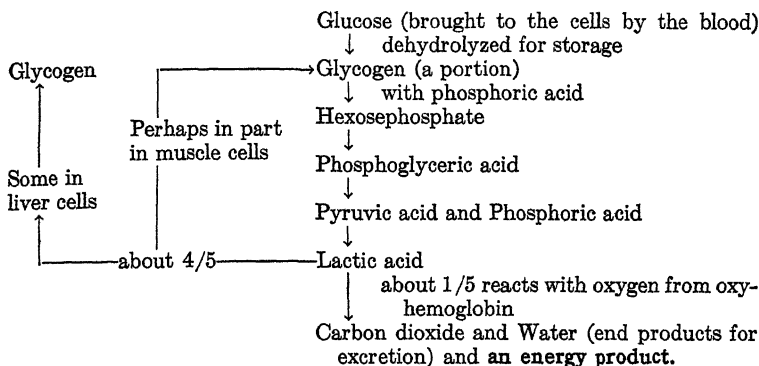 Glucose (brought to the cells by the blood)
dehydrolyzed for storage
Glycogen
Glycogen (a portion)
with phosphoric acid
Hexosephosphate
Perhaps in part
in muscle cells
Phosphoglyceric acid
Some in
liver cells
Pyruvic acid and Phosphoric acid
about 4/5
Lactic acid
about 1/5 reacts with oxygen from oxy-
hemoglobin
Carbon dioxide and Water (end products for
excretion) and an energy product.